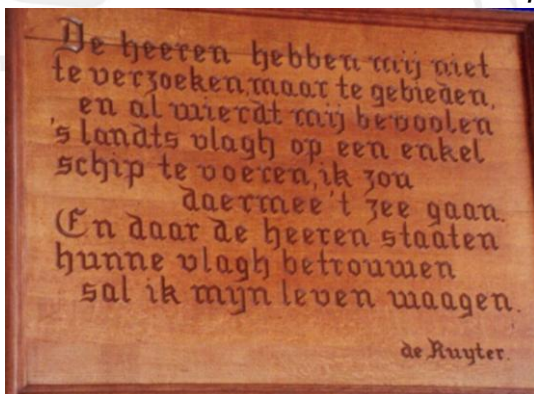 De heeren hebben mij niet
te verzoeken, maar te gebieden,
en al wierdt mij bevoolen
's landts vlagh op een enkel
schip te voeren, ik zou
daermee 't zee gaan.
En daar de heeren staaten
hunne vlagh betrouwen
sal ik myn leven waagen.
de Ruyter.